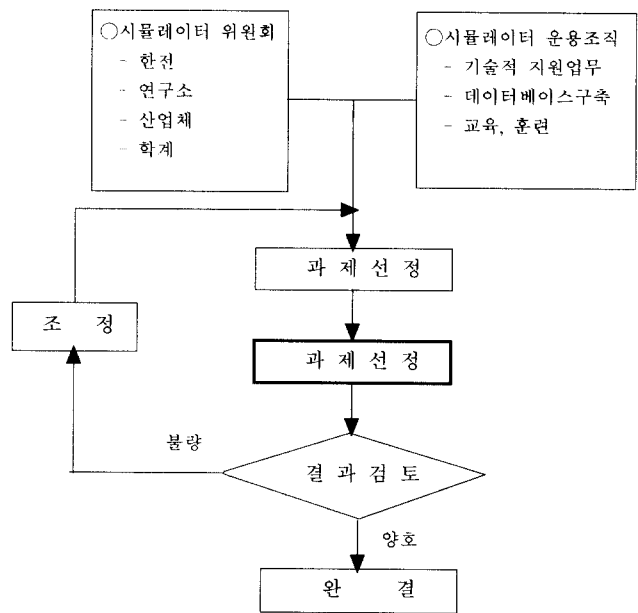 ○시뮬레이터 위원회
- 한전
- 연구소
- 산업체
- 학계
○시뮬레이터 운용조직
- 기술적 지원업무
- 데이터베이스구축
- 교육, 훈련
과 제 선 정
조 정
과 제 선 정
불량
결 과 검 토
양호
완 결